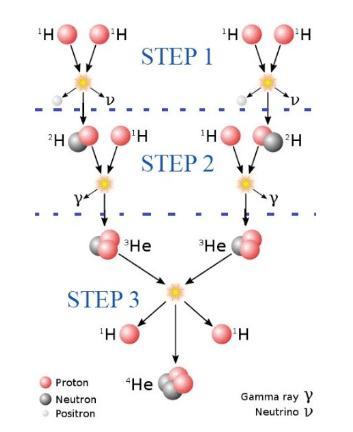 ¹H ¹H ¹H ¹H
STEP 1
ν ν
²H ¹H ¹H ²H
STEP 2
γ γ
³He ³He
STEP 3
¹H ¹H
⁴He
Proton
Neutron
Positron
Gamma ray γ
Neutrino ν